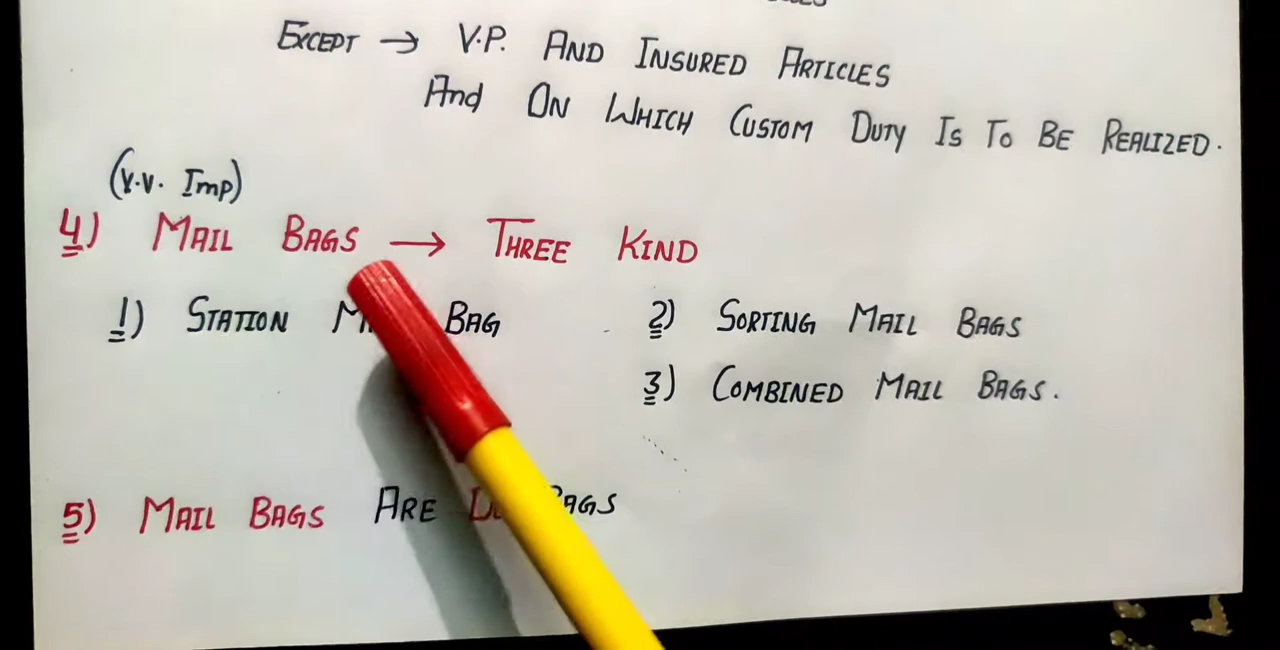 EXCEPT → V.P. AND INSURED ARTICLES
And ON WHICH CUSTOM DUTY IS TO BE REALIZED.
(V.V. Imp)
4) MAIL BAGS → THREE KIND
1) STATION BAG
2) SORTING MAIL BAGS
3) COMBINED MAIL BAGS.
5) MAIL BAGS ARE BAGS